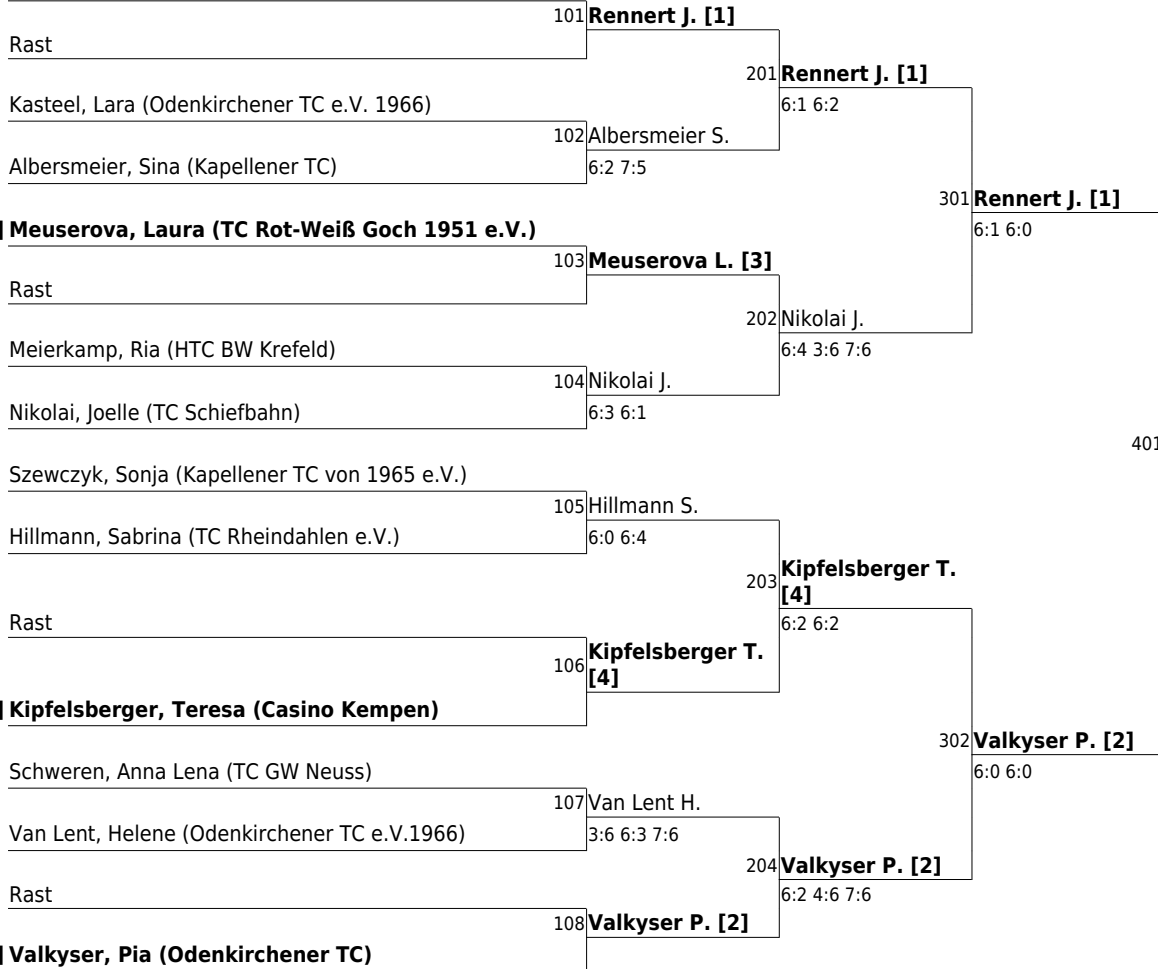 101 Rennert J. [1]
Rast
201 Rennert J. [1]
6:1 6:2
Kasteel, Lara (Odenkirchener TC e.V. 1966)
102 Albersmeier S.
6:2 7:5
Albersmeier, Sina (Kapellener TC)
301 Rennert J. [1]
6:1 6:0
Meuserova, Laura (TC Rot-Weiß Goch 1951 e.V.)
103 Meuserova L. [3]
Rast
202 Nikolai J.
6:4 3:6 7:6
Meierkamp, Ria (HTC BW Krefeld)
104 Nikolai J.
6:3 6:1
Nikolai, Joelle (TC Schiefbahn)
401
Szewczyk, Sonja (Kapellener TC von 1965 e.V.)
105 Hillmann S.
6:0 6:4
Hillmann, Sabrina (TC Rheindahlen e.V.)
203 Kipfelsberger T.
[4]
6:2 6:2
Rast
106 Kipfelsberger T.
[4]
Kipfelsberger, Teresa (Casino Kempen)
302 Valkyser P. [2]
6:0 6:0
Schweren, Anna Lena (TC GW Neuss)
107 Van Lent H.
3:6 6:3 7:6
Van Lent, Helene (Odenkirchener TC e.V.1966)
204 Valkyser P. [2]
6:2 4:6 7:6
Rast
108 Valkyser P. [2]
Valkyser, Pia (Odenkirchener TC)